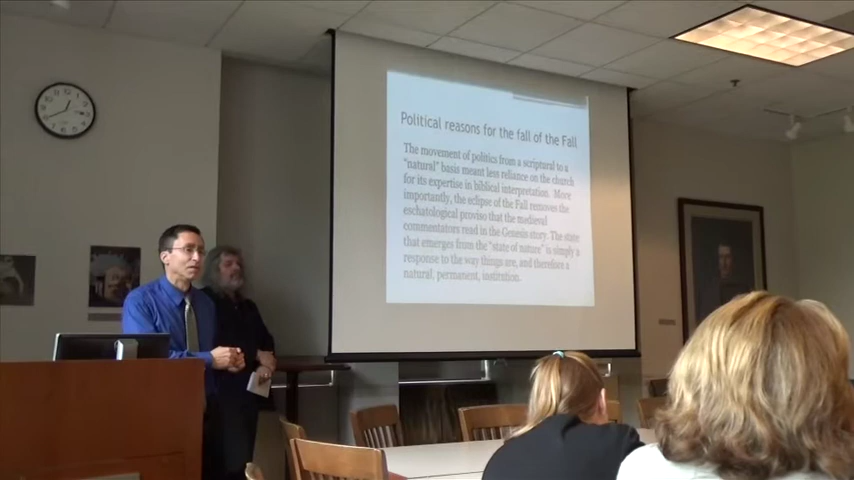 Political reasons for the fall of the Fall
The movement of politics from a scriptural to a
"natural" basis meant less reliance on the church
for its expertise in biblical interpretation. More
importantly, the eclipse of the Fall removes the
eschatological proviso that the medieval
commentators read in the Genesis story. The state
that emerges from the "state of nature" is simply a
response to the way things are, and therefore a
natural, permanent, institution.